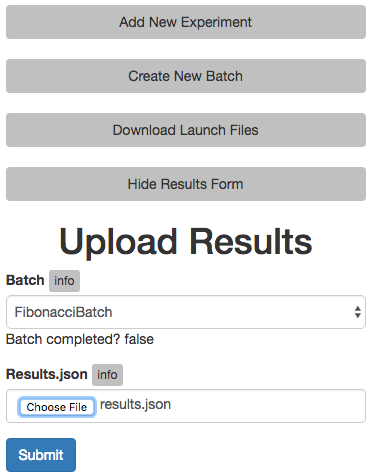 Add New Experiment
Create New Batch
Download Launch Files
Hide Results Form
Upload Results
Batch info
FibonacciBatch
Batch completed? false
Results.json info
Choose File results.json
Submit